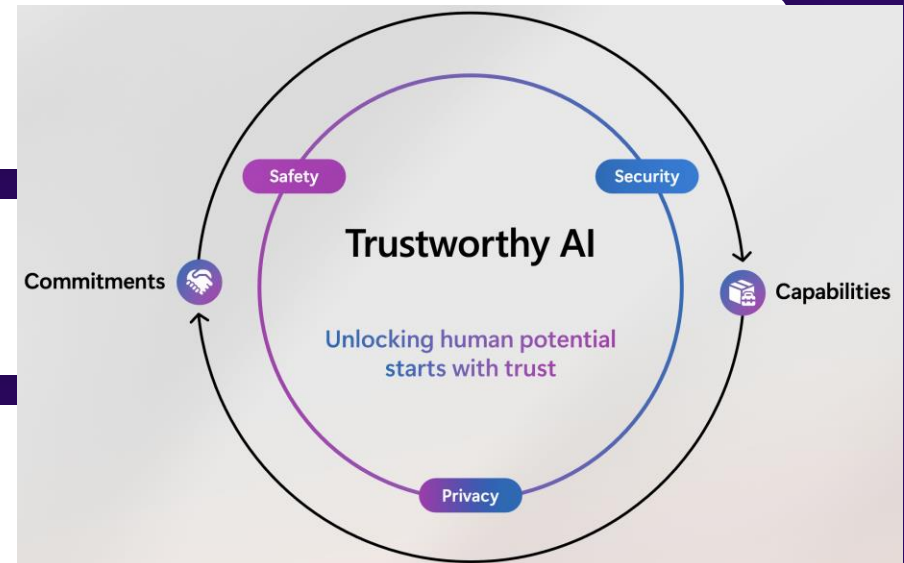 Safety
Security
Trustworthy AI
Commitments
Capabilities
Unlocking human potential
starts with trust
Privacy